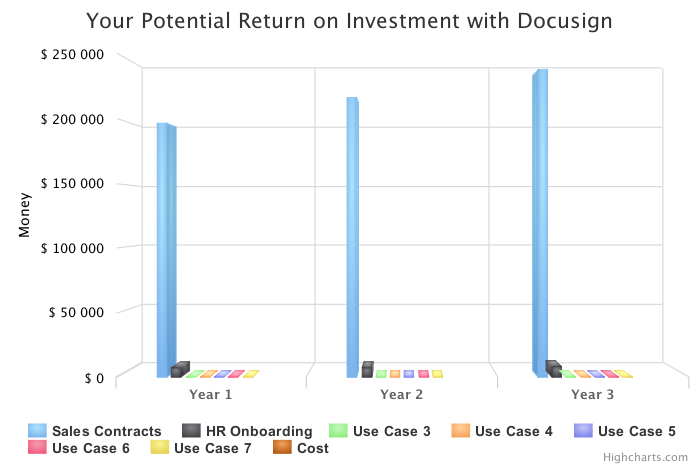 Your Potential Return on Investment with Docusign
$ 250 000
$ 200 000
$ 150 000
$ 100 000
$ 50 000
$ 0
Money
Year 1 Year 2 Year 3
Sales Contracts HR Onboarding Use Case 3 Use Case 4 Use Case 5
Use Case 6 Use Case 7 Cost
Highcharts.com